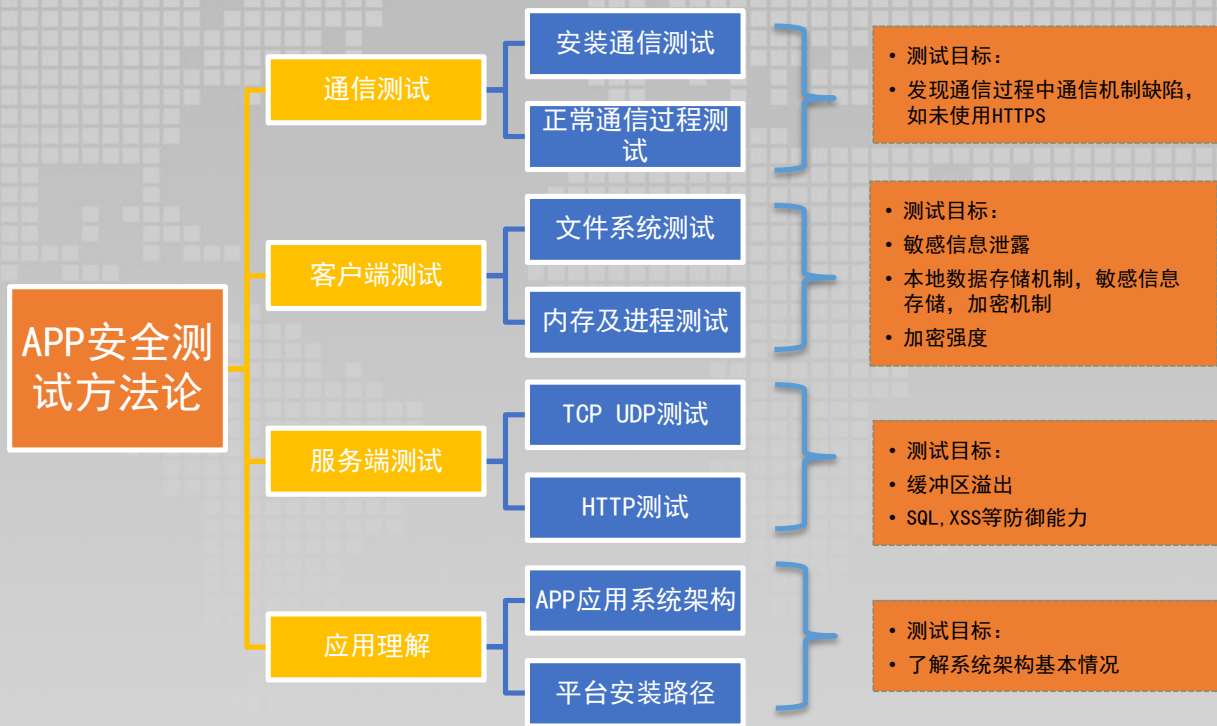 APP安全测
试方法论
通信测试
安装通信测试
正常通信过程测
试
• 测试目标：
• 发现通信过程中通信机制缺陷，
如未使用HTTPS
客户端测试
文件系统测试
内存及进程测试
• 测试目标：
• 敏感信息泄露
• 本地数据存储机制，敏感信息
存储，加密机制
• 加密强度
服务端测试
TCP UDP测试
HTTP测试
• 测试目标：
• 缓冲区溢出
• SQL,XSS等防御能力
应用理解
APP应用系统架构
平台安装路径
• 测试目标：
• 了解系统架构基本情况